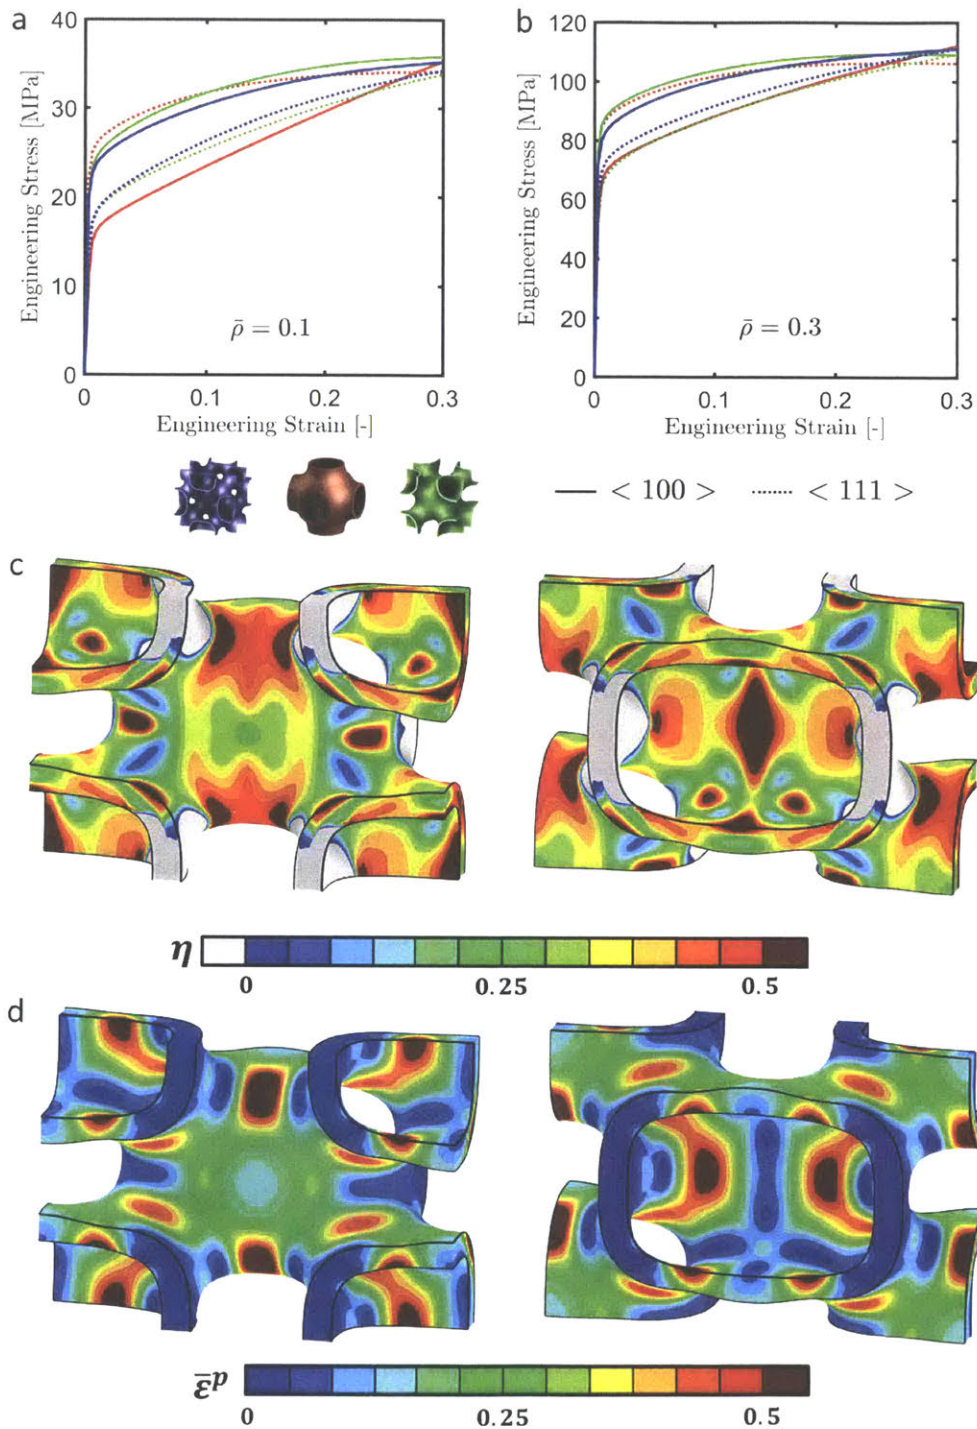 a
40
30
20
10
0
Engineering Stress [MPa]
ρ̄ = 0.1
0 0.1 0.2 0.3
Engineering Strain [-]
b
120
100
80
60
40
20
0
Engineering Stress [MPa]
ρ̄ = 0.3
0 0.1 0.2 0.3
Engineering Strain [-]
< 100 > < 111 >
c
η
0 0.25 0.5
d
ε̄ᵖ
0 0.25 0.5